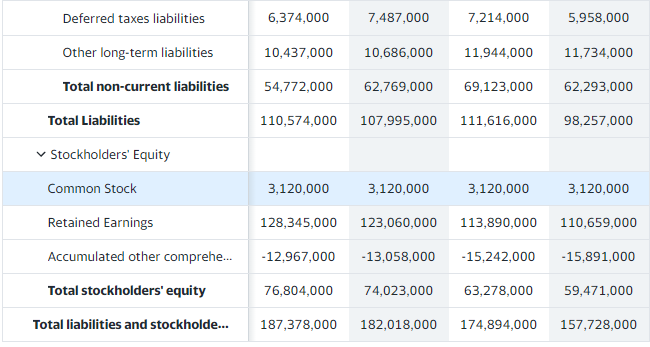 Deferred taxes liabilities 6,374,000 7,487,000 7,214,000 5,958,000
Other long-term liabilities 10,437,000 10,686,000 11,944,000 11,734,000
Total non-current liabilities 54,772,000 62,769,000 69,123,000 62,293,000
Total Liabilities 110,574,000 107,995,000 111,616,000 98,257,000
Stockholders' Equity
Common Stock 3,120,000 3,120,000 3,120,000 3,120,000
Retained Earnings 128,345,000 123,060,000 113,890,000 110,659,000
Accumulated other comprehe... -12,967,000 -13,058,000 -15,242,000 -15,891,000
Total stockholders' equity 76,804,000 74,023,000 63,278,000 59,471,000
Total liabilities and stockholde... 187,378,000 182,018,000 174,894,000 157,728,000